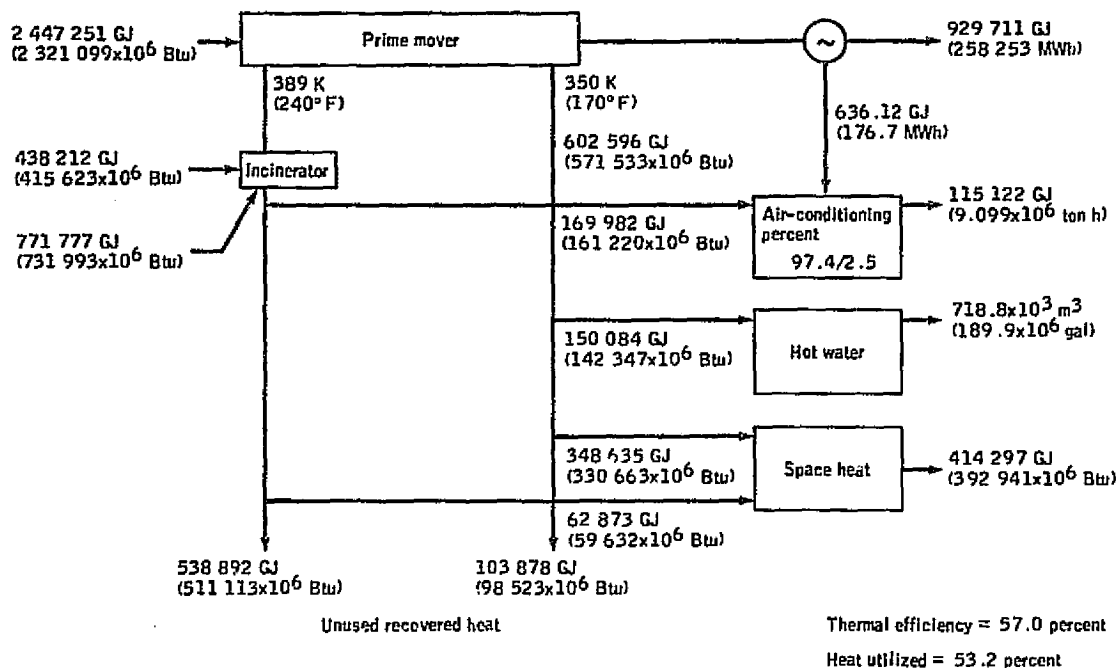 2 447 251 GJ
(2 321 099x10⁶ Btu)
Prime mover
~
929 711 GJ
(258 253 MWh)
389 K
(240° F)
350 K
(170° F)
636.12 GJ
(176.7 MWh)
602 596 GJ
(571 533x10⁶ Btu)
438 212 GJ
(415 623x10⁶ Btu)
Incinerator
771 777 GJ
(731 993x10⁶ Btu)
169 982 GJ
(161 220x10⁶ Btu)
Air-conditioning
percent
97.4/2.5
115 122 GJ
(9.099x10⁶ ton h)
150 084 GJ
(142 347x10⁶ Btu)
Hot water
718.8x10³ m³
(189.9x10⁶ gal)
348 635 GJ
(330 663x10⁶ Btu)
Space heat
414 297 GJ
(392 941x10⁶ Btu)
62 873 GJ
(59 632x10⁶ Btu)
538 892 GJ
(511 113x10⁶ Btu)
103 878 GJ
(98 523x10⁶ Btu)
Unused recovered heat
Thermal efficiency = 57.0 percent
Heat utilized = 53.2 percent